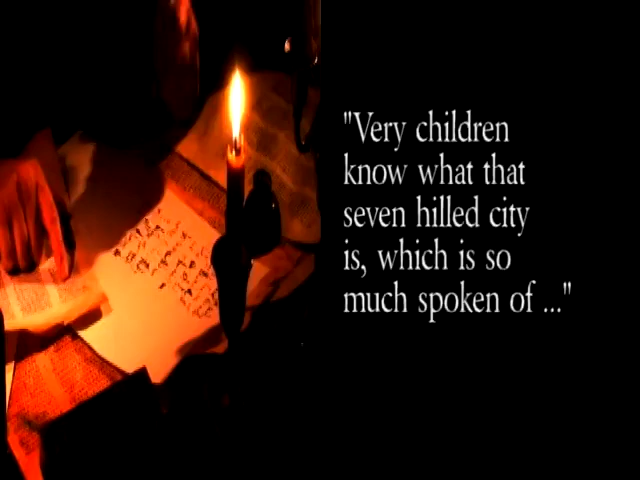 "Very children
know what that
seven hilled city
is, which is so
much spoken of ..."